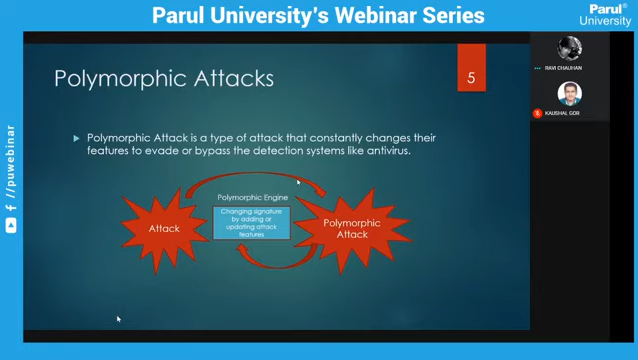 Parul University's Webinar Series
Parul®
University
Polymorphic Attacks
5
RAVI CHAUHAN
KAUSHAL GOR
Polymorphic Attack is a type of attack that constantly changes their
features to evade or bypass the detection systems like antivirus.
Polymorphic Engine
Attack
Changing signature
by adding or
updating attack
features
Polymorphic
Attack
/puwebinar